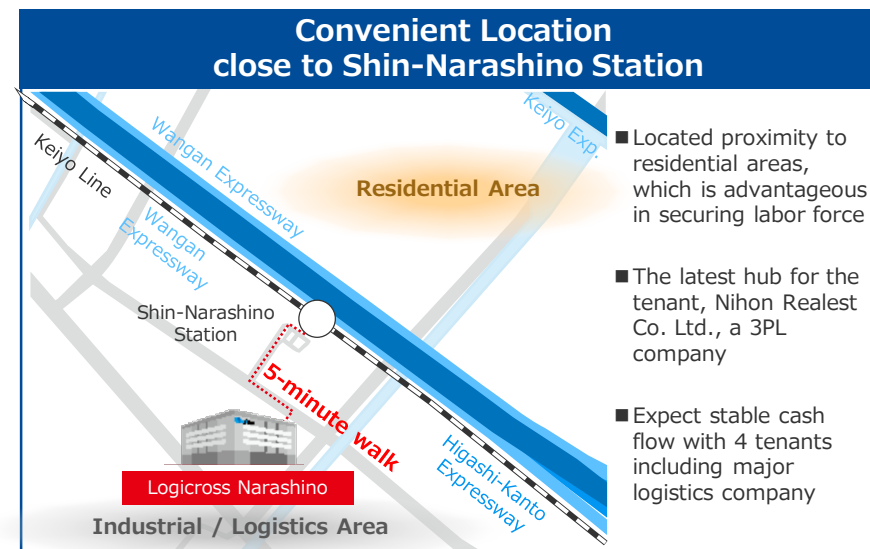 Convenient Location
close to Shin-Narashino Station
Keiyo Line
Wangan Expressway
Wangan
Expressway
Keiyo Exp.
Residential Area
Shin-Narashino
Station
5-minute walk
Higashi-Kanto
Expressway
Logicross Narashino
Industrial / Logistics Area
■Located proximity to
residential areas,
which is advantageous
in securing labor force
■The latest hub for the
tenant, Nihon Realest
Co. Ltd., a 3PL
company
■Expect stable cash
flow with 4 tenants
including major
logistics company